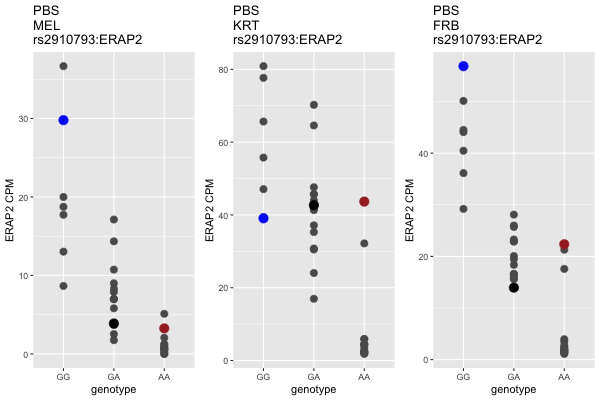 PBS
MEL
rs2910793:ERAP2
ERAP2 CPM
30
20
10
0
GG
GA
AA
genotype
PBS
KRT
rs2910793:ERAP2
ERAP2 CPM
80
60
40
20
0
GG
GA
AA
genotype
PBS
FRB
rs2910793:ERAP2
ERAP2 CPM
40
20
0
GG
GA
AA
genotype